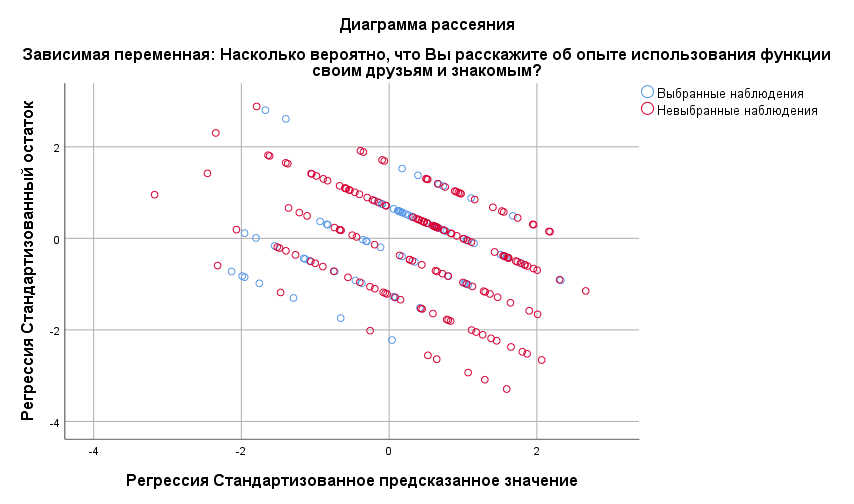 Диаграмма рассеяния
Зависимая переменная: Насколько вероятно, что Вы расскажите об опыте использования функции
своим друзьям и знакомым?
Выбранные наблюдения
Невыбранные наблюдения
Регрессия Стандартизованный остаток
2
0
-2
-4
-4
-2
0
2
Регрессия Стандартизованное предсказанное значение